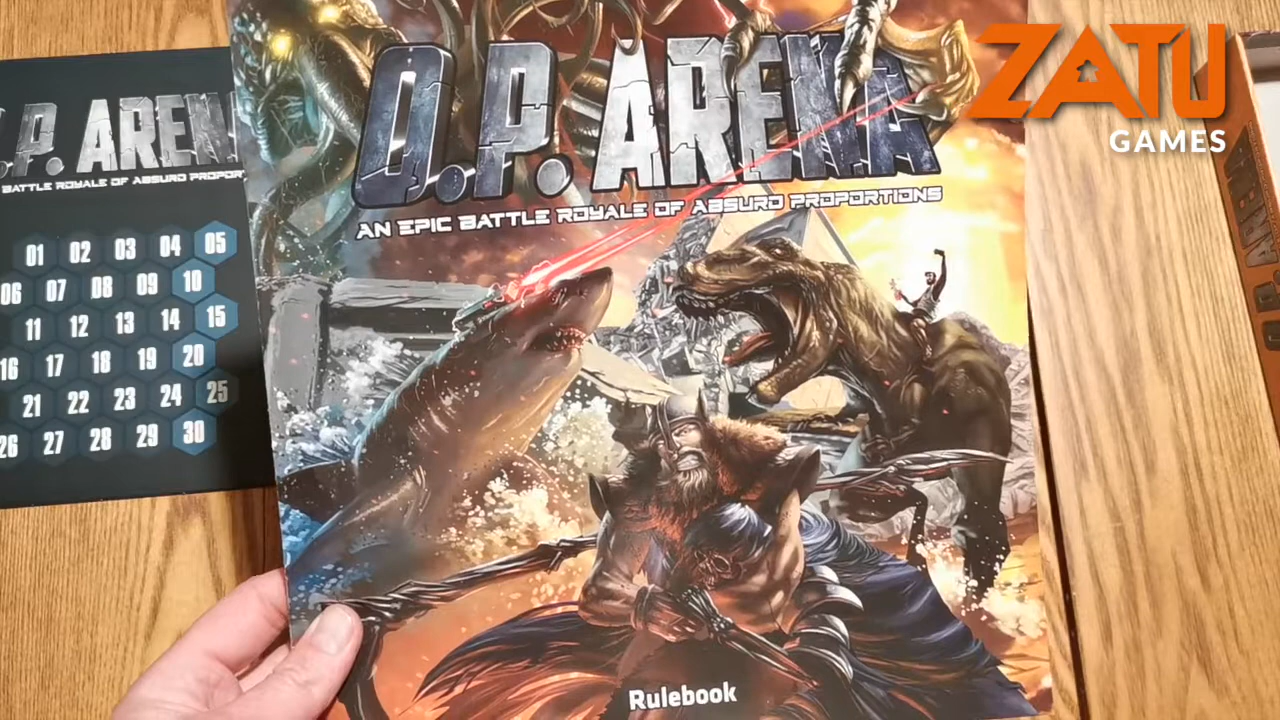 O.P. ARENA
AN EPIC BATTLE ROYALE OF ABSURD PROPORTIONS
Rulebook
ZATU
GAMES
.P. ARENA
BATTLE ROYALE OF ABSURD PROPOR
01 02 03 04 05
06 07 08 09 10
11 12 13 14 15
16 17 18 19 20
21 22 23 24 25
26 27 28 29 30